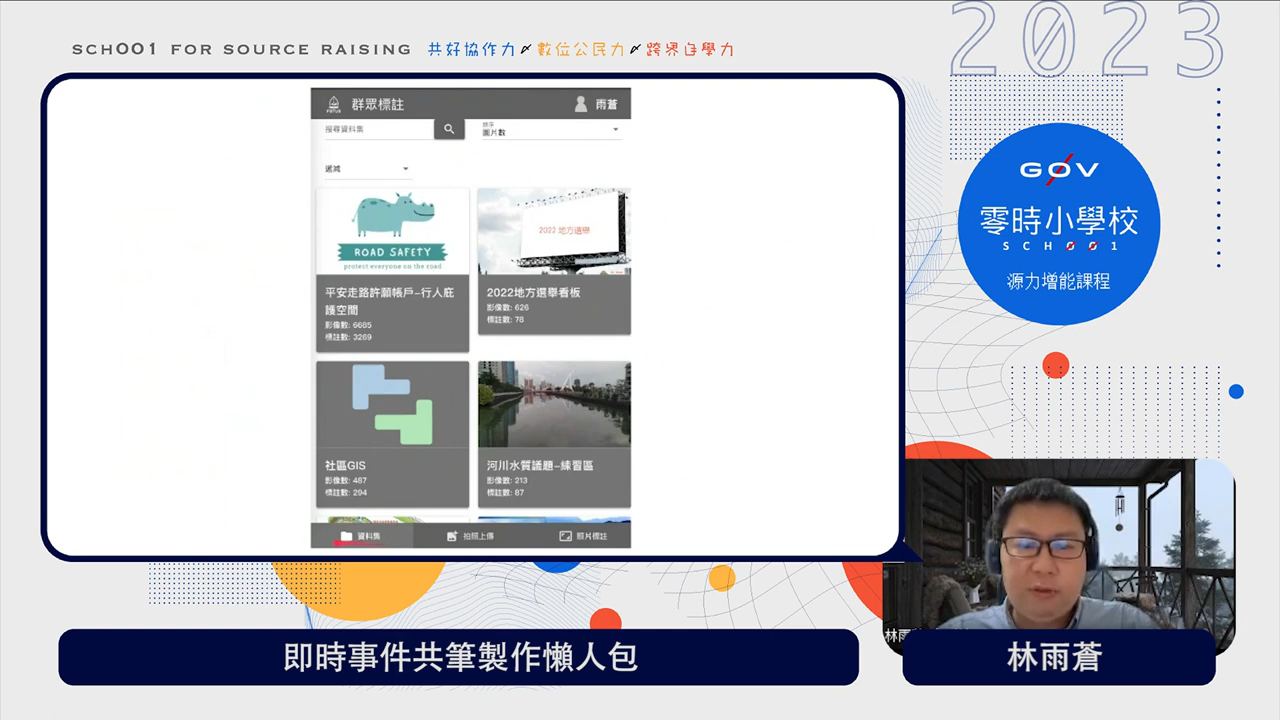 SCH001 FOR SOURCE RAISING 共好協作力 數位公民力 跨界自學力
2023
群眾標註
雨蒼
搜尋資料集
排序
圖片數
遞減
ROAD SAFETY
protect everyone on the road
平安走路許願帳戶-行人庇
護空間
影像數: 6685
標註數: 3269
2022 地方選舉
2022地方選舉看板
影像數: 626
標註數: 78
社區GIS
影像數: 487
標註數: 294
河川水質議題-練習區
影像數: 213
標註數: 87
資料集
拍照上傳
照片標註
G0V
零時小學校
SCH001
源力增能課程
林雨
即時事件共筆製作懶人包
林雨蒼